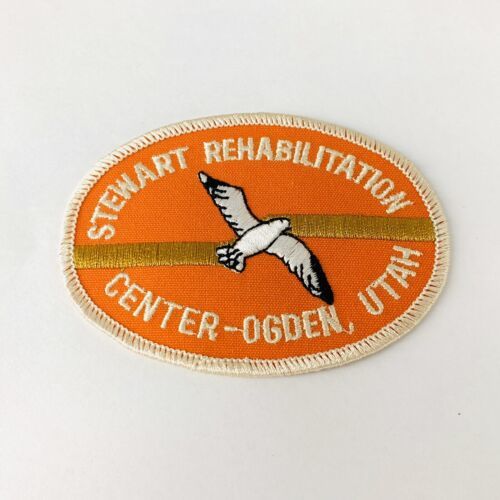 STEWART REHABILITATION
CENTER-OGDEN, UTAH